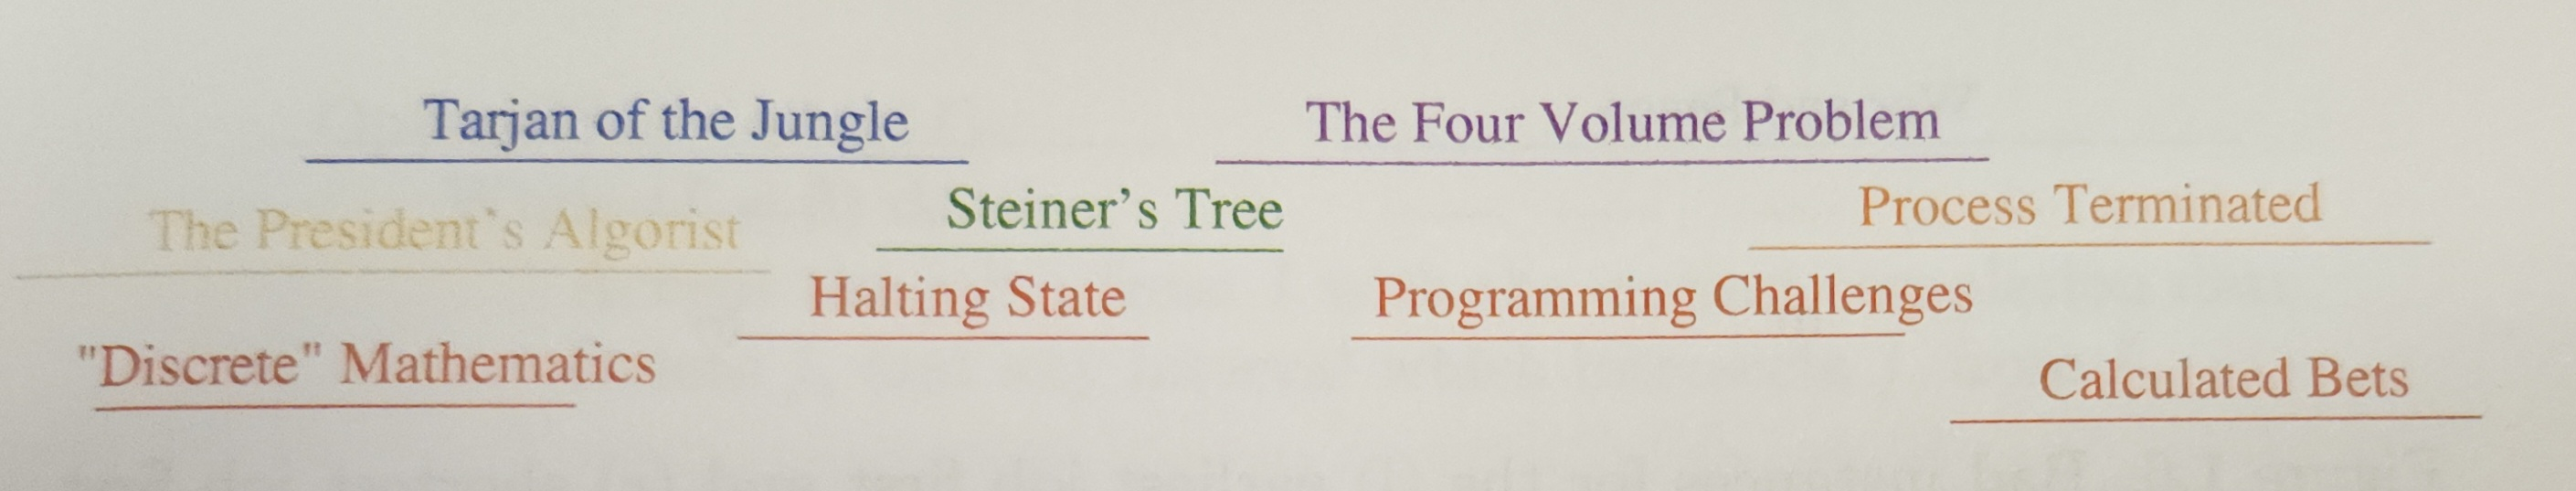 Tarjan of the Jungle
The Four Volume Problem
The President's Algorist
Steiner's Tree
Process Terminated
Halting State
Programming Challenges
"Discrete" Mathematics
Calculated Bets